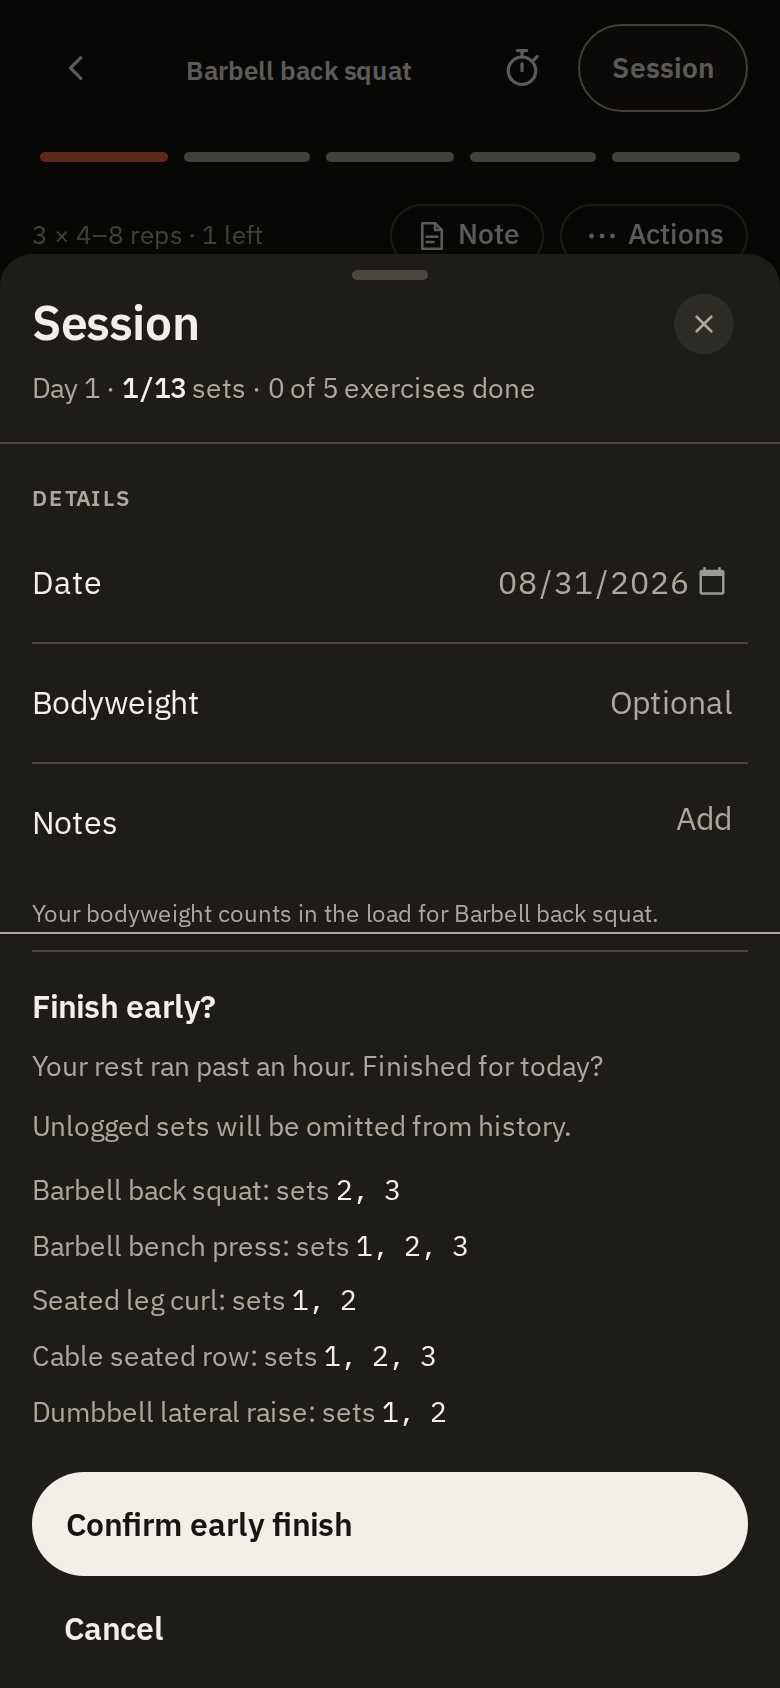 Barbell back squat
Session
3 × 4–8 reps · 1 left
Note
Actions
Session
Day 1 · 1/13 sets · 0 of 5 exercises done
DETAILS
Date
08/31/2026
Bodyweight
Optional
Notes
Add
Your bodyweight counts in the load for Barbell back squat.
Finish early?
Your rest ran past an hour. Finished for today?
Unlogged sets will be omitted from history.
Barbell back squat: sets 2, 3
Barbell bench press: sets 1, 2, 3
Seated leg curl: sets 1, 2
Cable seated row: sets 1, 2, 3
Dumbbell lateral raise: sets 1, 2
Confirm early finish
Cancel